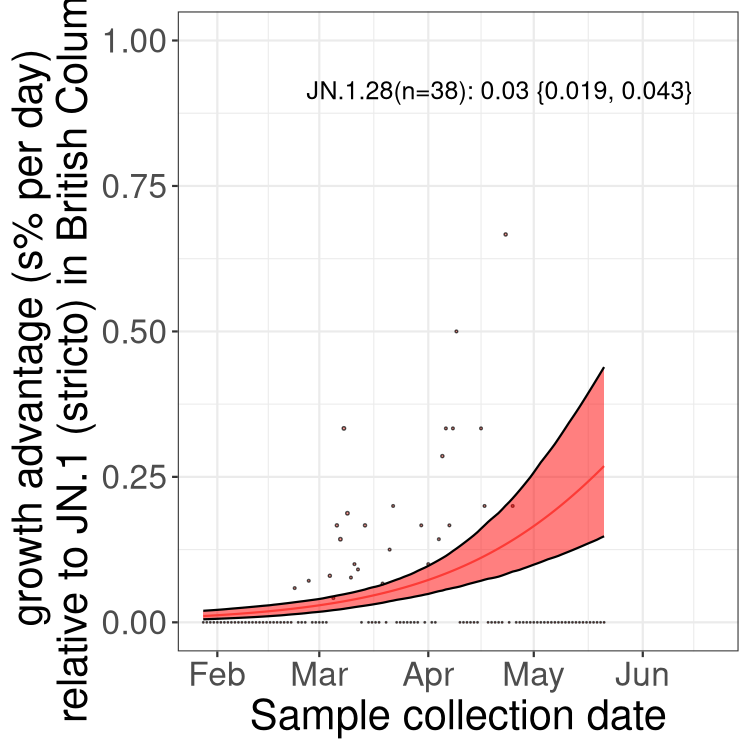 growth advantage (s% per day)
relative to JN.1 (stricto) in British Colum
1.00
0.75
0.50
0.25
0.00
JN.1.28(n=38): 0.03 {0.019, 0.043}
Feb Mar Apr May Jun
Sample collection date